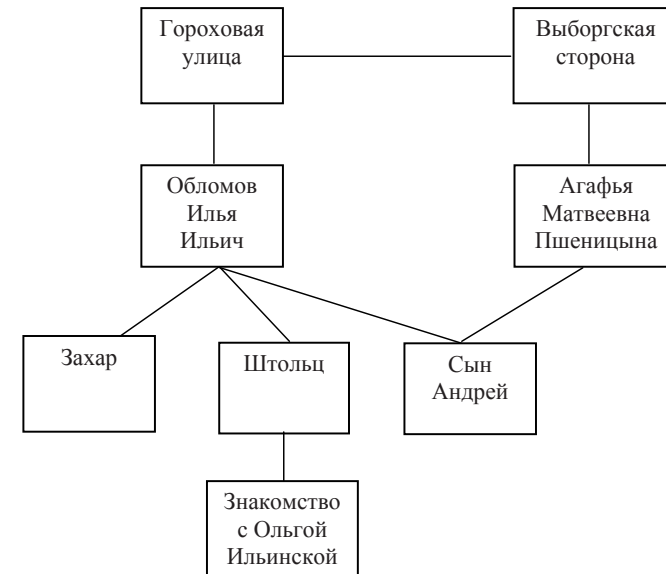 Гороховая
улица
Выборгская
сторона
Обломов
Илья
Ильич
Агафья
Матвеевна
Пшеницына
Захар
Штольц
Сын
Андрей
Знакомство
с Ольгой
Ильинской